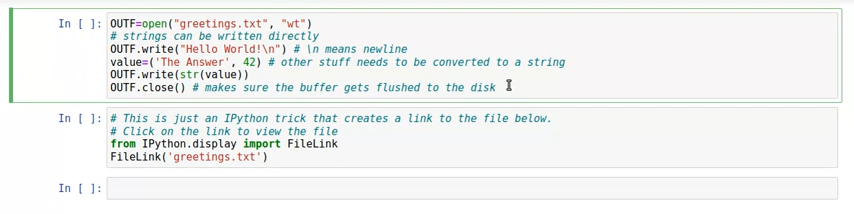 In [ ]: OUTF=open("greetings.txt", "wt")
# strings can be written directly
OUTF.write("Hello World!\n") # \n means newline
value=('The Answer', 42) # other stuff needs to be converted to a string
OUTF.write(str(value))
OUTF.close() # makes sure the buffer gets flushed to the disk
In [ ]: # This is just an IPython trick that creates a link to the file below.
# Click on the link to view the file
from IPython.display import FileLink
FileLink('greetings.txt')
In [ ]: